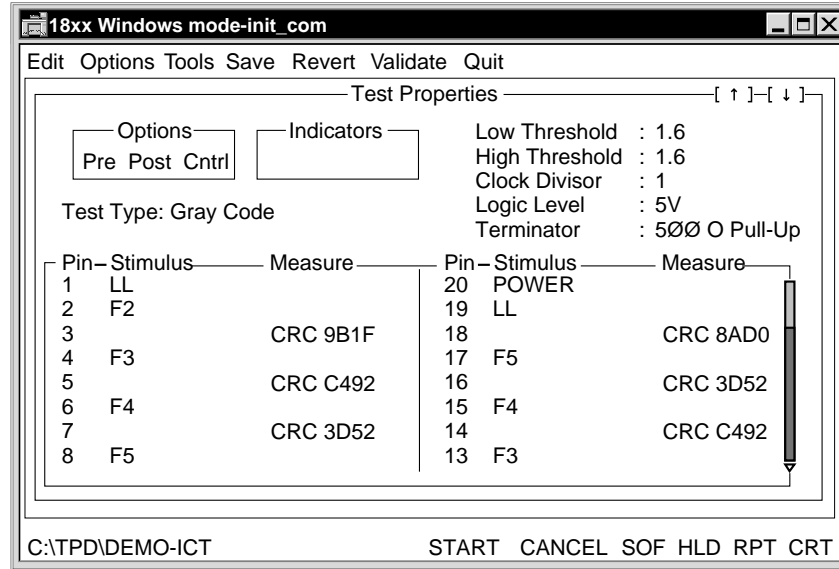 18xx Windows mode-init_com
Edit Options Tools Save Revert Validate Quit
Test Properties [ ↑ ]–[ ↓ ]
Options
Pre Post Cntrl
Indicators
Low Threshold : 1.6
High Threshold : 1.6
Clock Divisor : 1
Logic Level : 5V
Terminator : 5ØØ O Pull-Up
Test Type: Gray Code
Pin – Stimulus Measure Pin – Stimulus Measure
1 LL 20 POWER
2 F2 19 LL
3 CRC 9B1F 18 CRC 8AD0
4 F3 17 F5
5 CRC C492 16 CRC 3D52
6 F4 15 F4
7 CRC 3D52 14 CRC C492
8 F5 13 F3
C:\TPD\DEMO-ICT START CANCEL SOF HLD RPT CRT